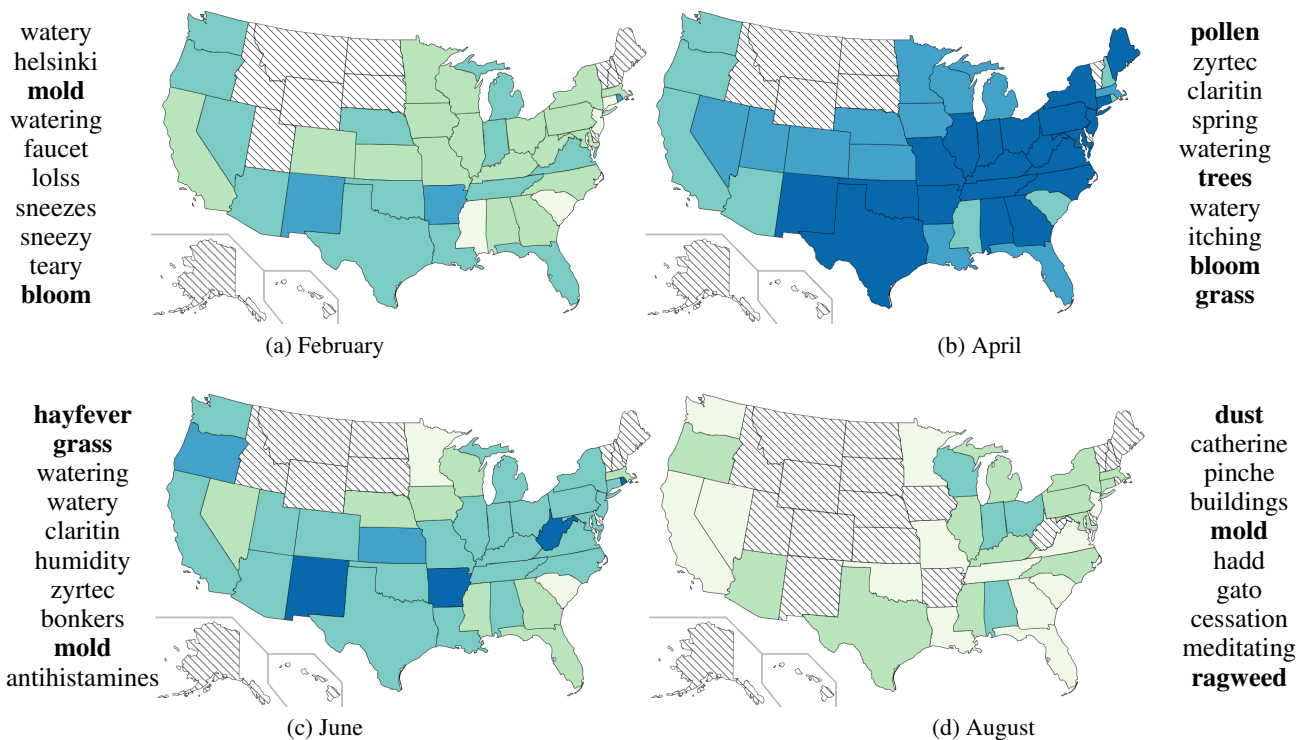 watery
helsinki
mold
watering
faucet
lolss
sneezes
sneezy
teary
bloom
(a) February
pollen
zyrtec
claritin
spring
watering
trees
watery
itching
bloom
grass
(b) April
hayfever
grass
watering
watery
claritin
humidity
zyrtec
bonkers
mold
antihistamines
(c) June
dust
catherine
pinche
buildings
mold
hadd
gato
cessation
meditating
ragweed
(d) August